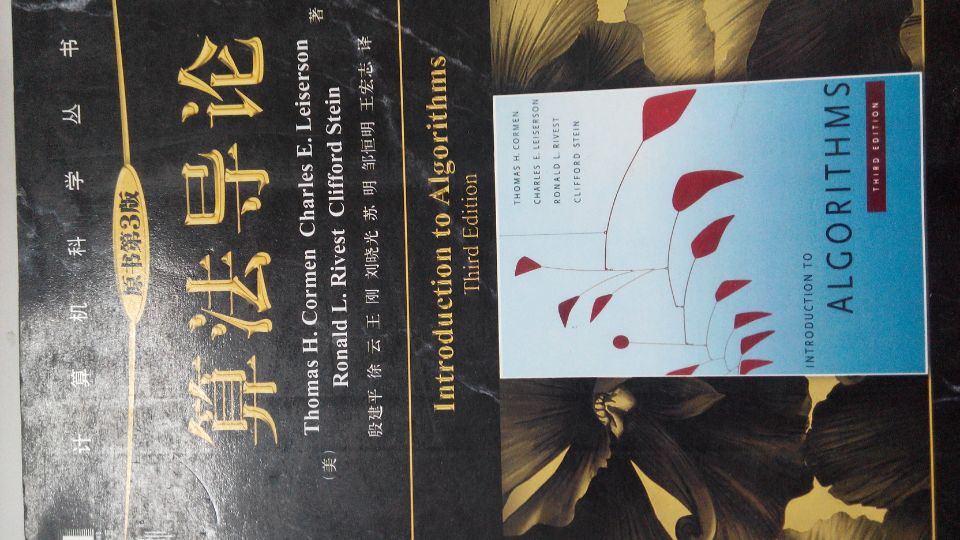 计算机科学丛书
原书第3版
算法导论
(美) Thomas H. Cormen Charles E. Leiserson 著
Ronald L. Rivest Clifford Stein
殷建平 徐云 王刚 刘晓光 苏明 邹恒明 王宏志 译
Introduction to Algorithms
Third Edition
THOMAS H. CORMEN
CHARLES E. LEISERSON
RONALD L. RIVEST
CLIFFORD STEIN
INTRODUCTION TO
ALGORITHMS
THIRD EDITION